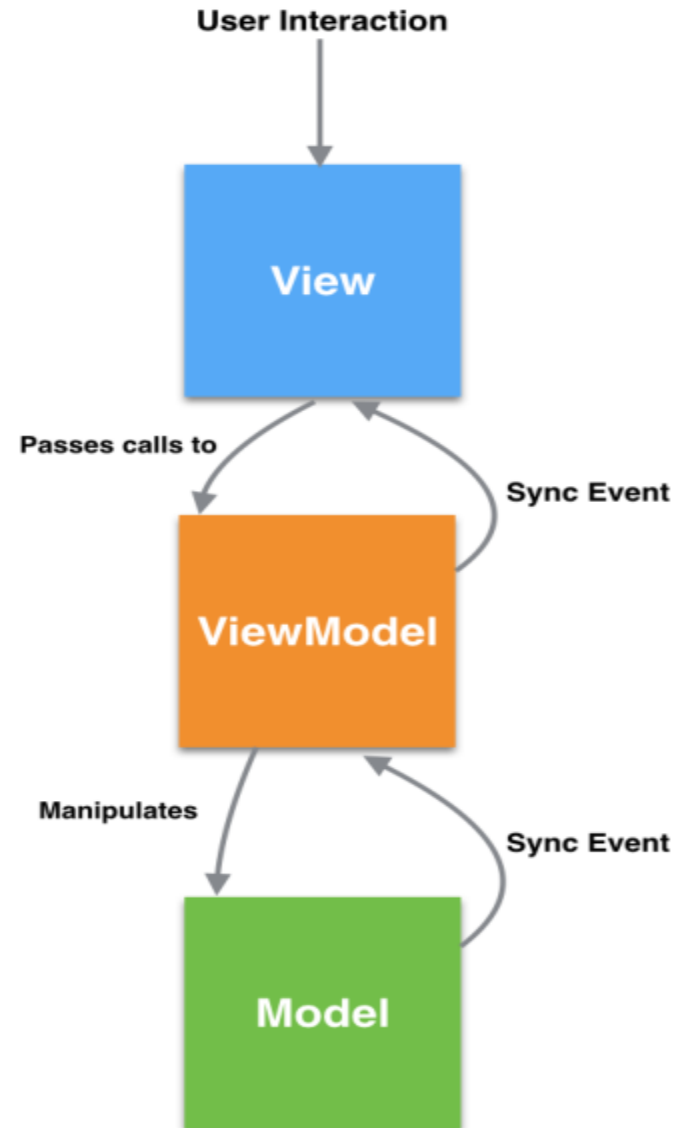 User Interaction
View
Passes calls to
Sync Event
ViewModel
Manipulates
Sync Event
Model